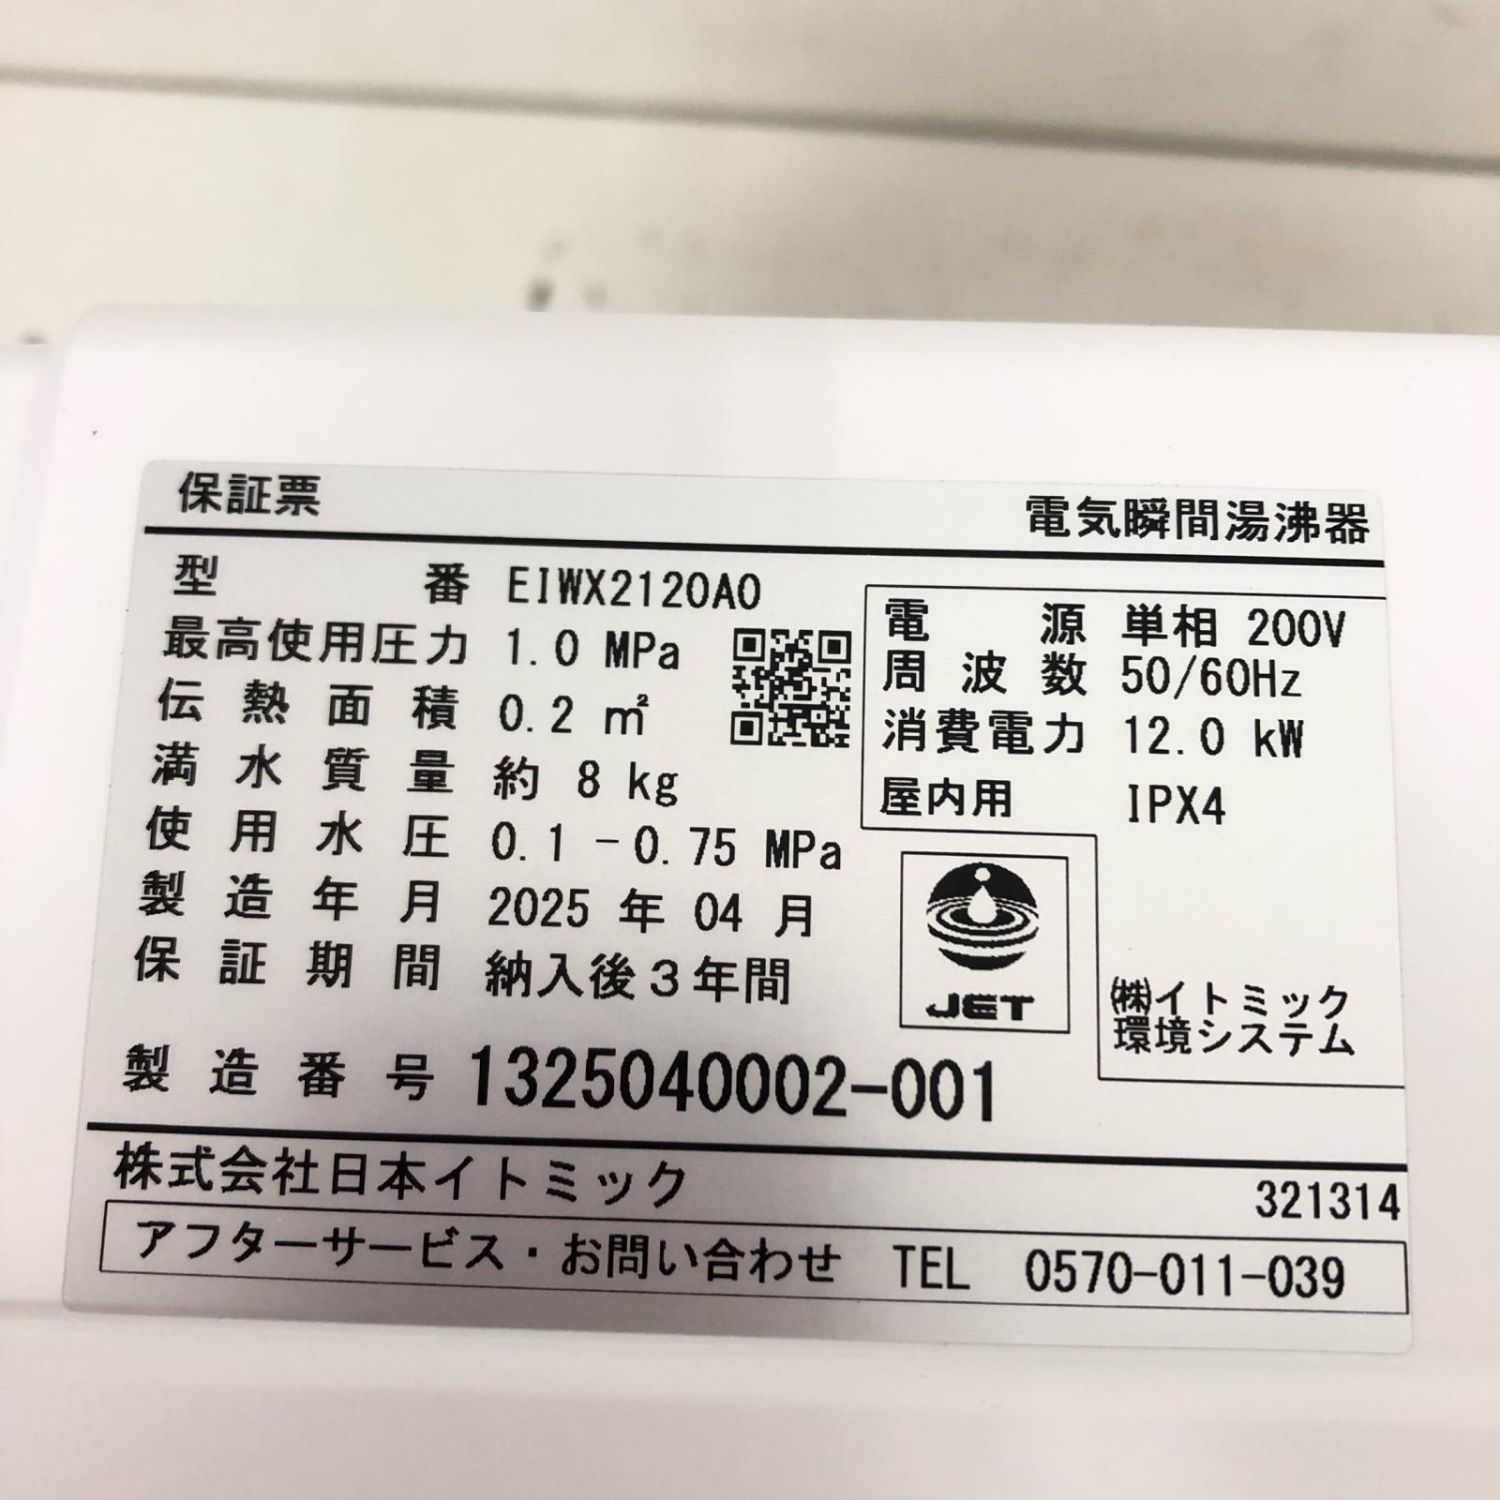 保証票 電気瞬間湯沸器
型番 EIWX2120A0
最高使用圧力 1.0 MPa
伝熱面積 0.2 ㎡
満水質量 約 8 kg
使用水圧 0.1 -0.75 MPa
製造年月 2025 年 04 月
保証期間 納入後3年間
電源 単相 200V
周波数 50/60Hz
消費電力 12.0 kW
屋内用 IPX4
JET
㈱イトミック
環境システム
製造番号 1325040002-001
株式会社日本イトミック 321314
アフターサービス・お問い合わせ TEL 0570-011-039